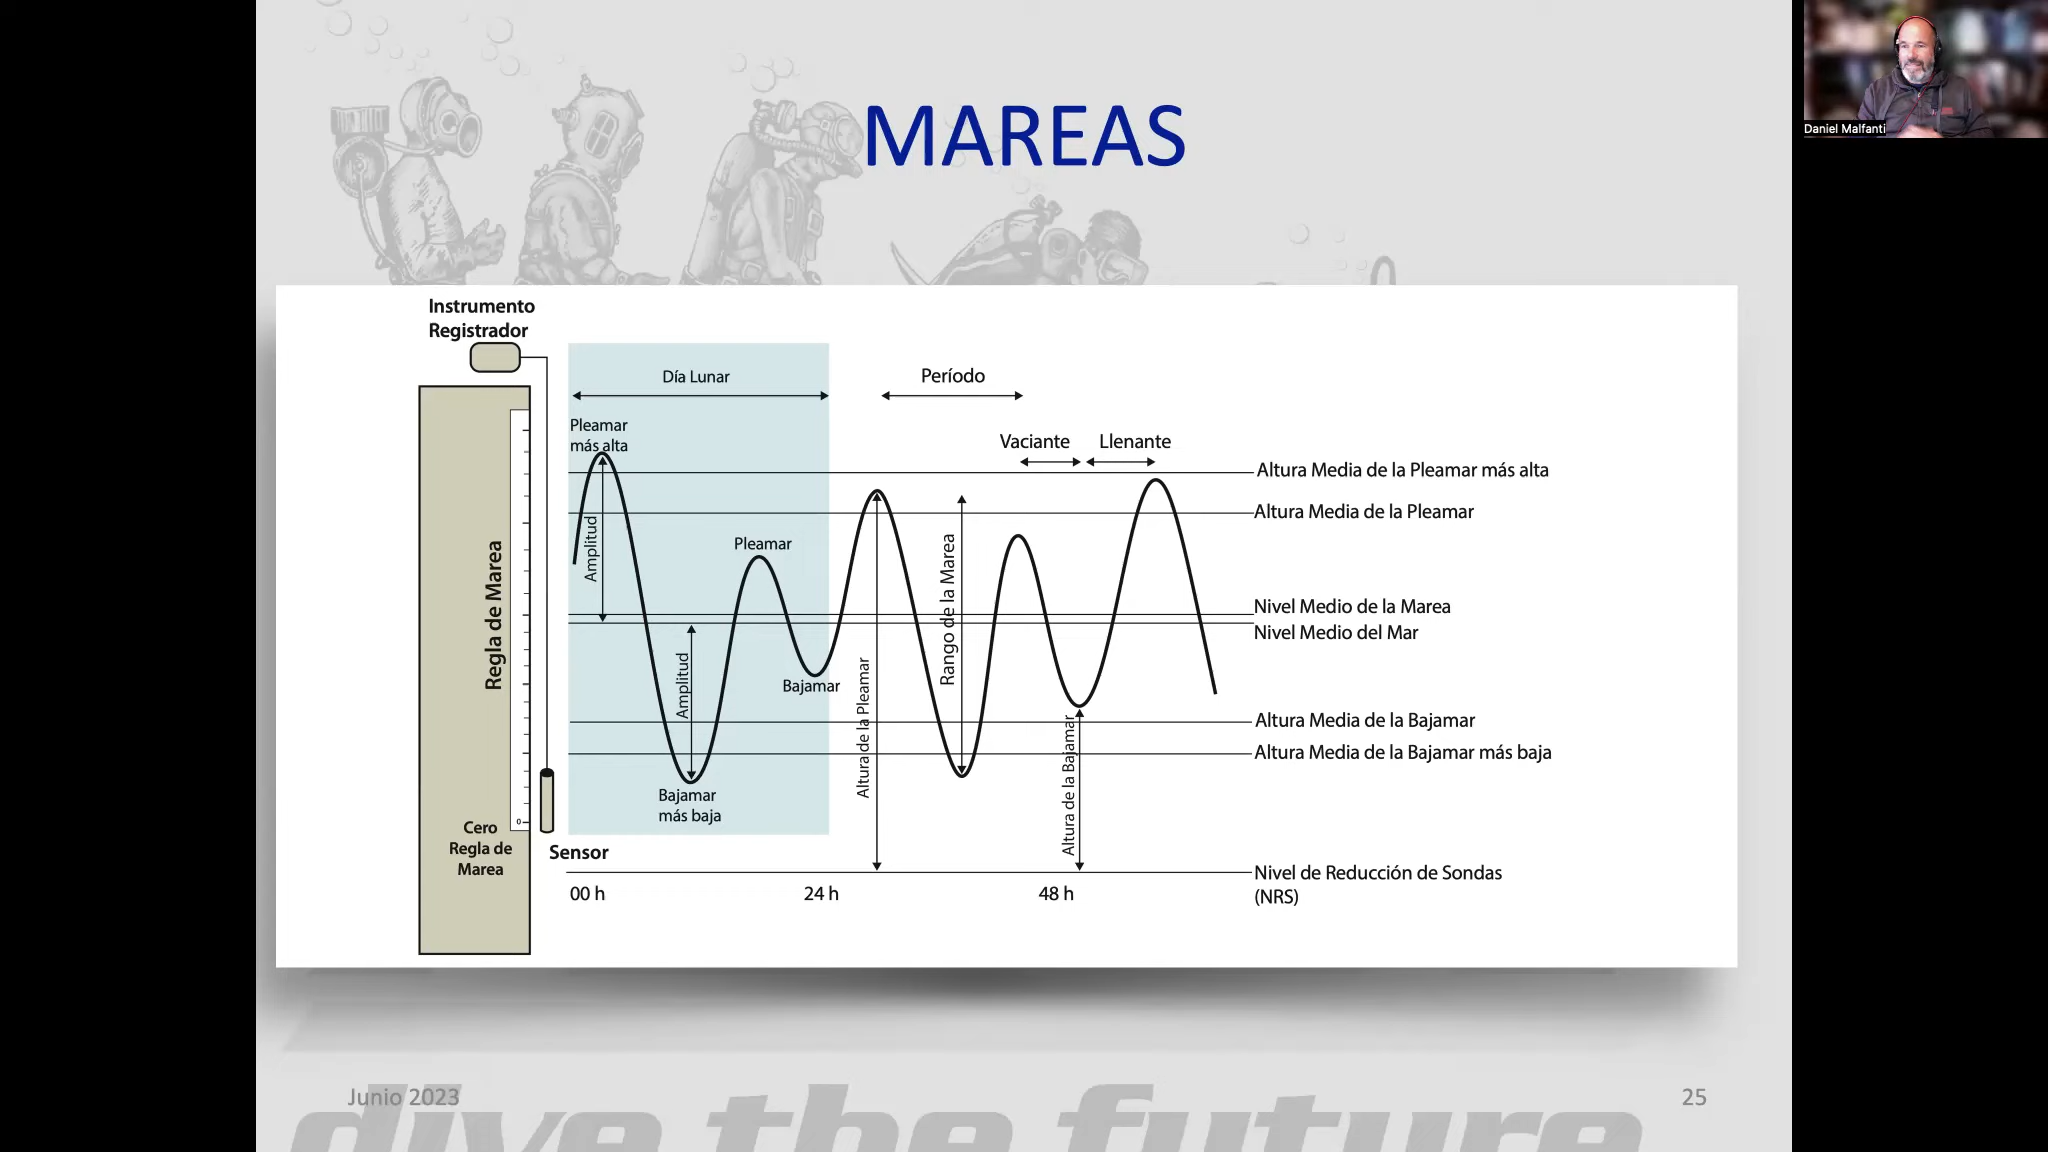 MAREAS
Daniel Malfanti
Instrumento
Registrador
Día Lunar
Período
Pleamar
más alta
Vaciante
Llenante
Altura Media de la Pleamar más alta
Altura Media de la Pleamar
Amplitud
Pleamar
Rango de la Marea
Regla de Marea
Nivel Medio de la Marea
Nivel Medio del Mar
Amplitud
Bajamar
Altura de la Pleamar
Altura Media de la Bajamar
Altura Media de la Bajamar más baja
Altura de la Bajamar
Bajamar
más baja
0
Cero
Regla de
Marea
Sensor
Nivel de Reducción de Sondas
(NRS)
00 h
24 h
48 h
Junio 2023
25
dive the future